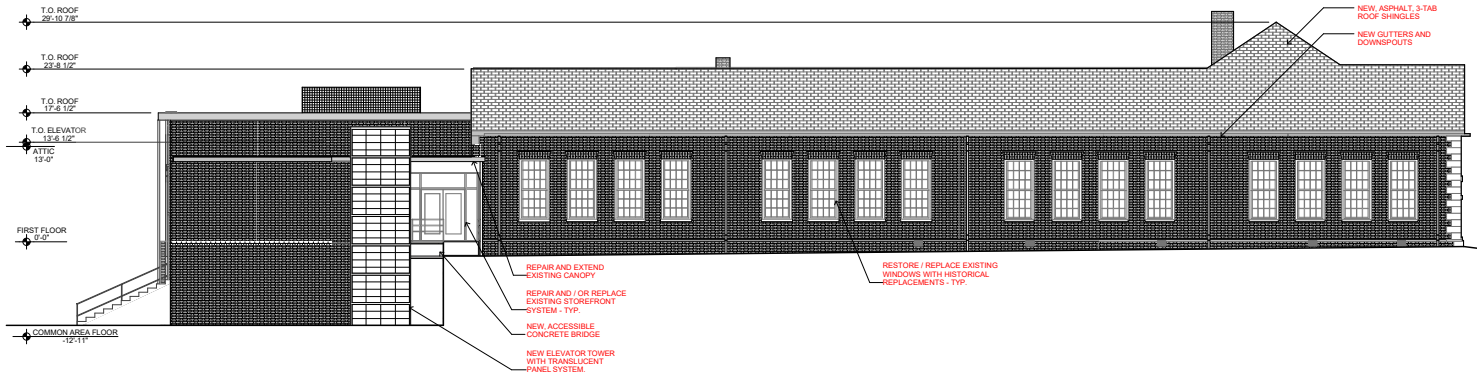 T.O. ROOF
29'-10 7/8"
T.O. ROOF
23'-8 1/2"
T.O. ROOF
17'-6 1/2"
T.O. ELEVATOR
13'-6 1/2"
ATTIC
13'-0"
FIRST FLOOR
0'-0"
COMMON AREA FLOOR
-12'-11"
NEW, ASPHALT, 3-TAB
ROOF SHINGLES
NEW GUTTERS AND
DOWNSPOUTS
REPAIR AND EXTEND
EXISTING CANOPY
REPAIR AND / OR REPLACE
EXISTING STOREFRONT
SYSTEM - TYP.
NEW, ACCESSIBLE
CONCRETE BRIDGE
NEW ELEVATOR TOWER
WITH TRANSLUCENT
PANEL SYSTEM.
RESTORE / REPLACE EXISTING
WINDOWS WITH HISTORICAL
REPLACEMENTS - TYP.